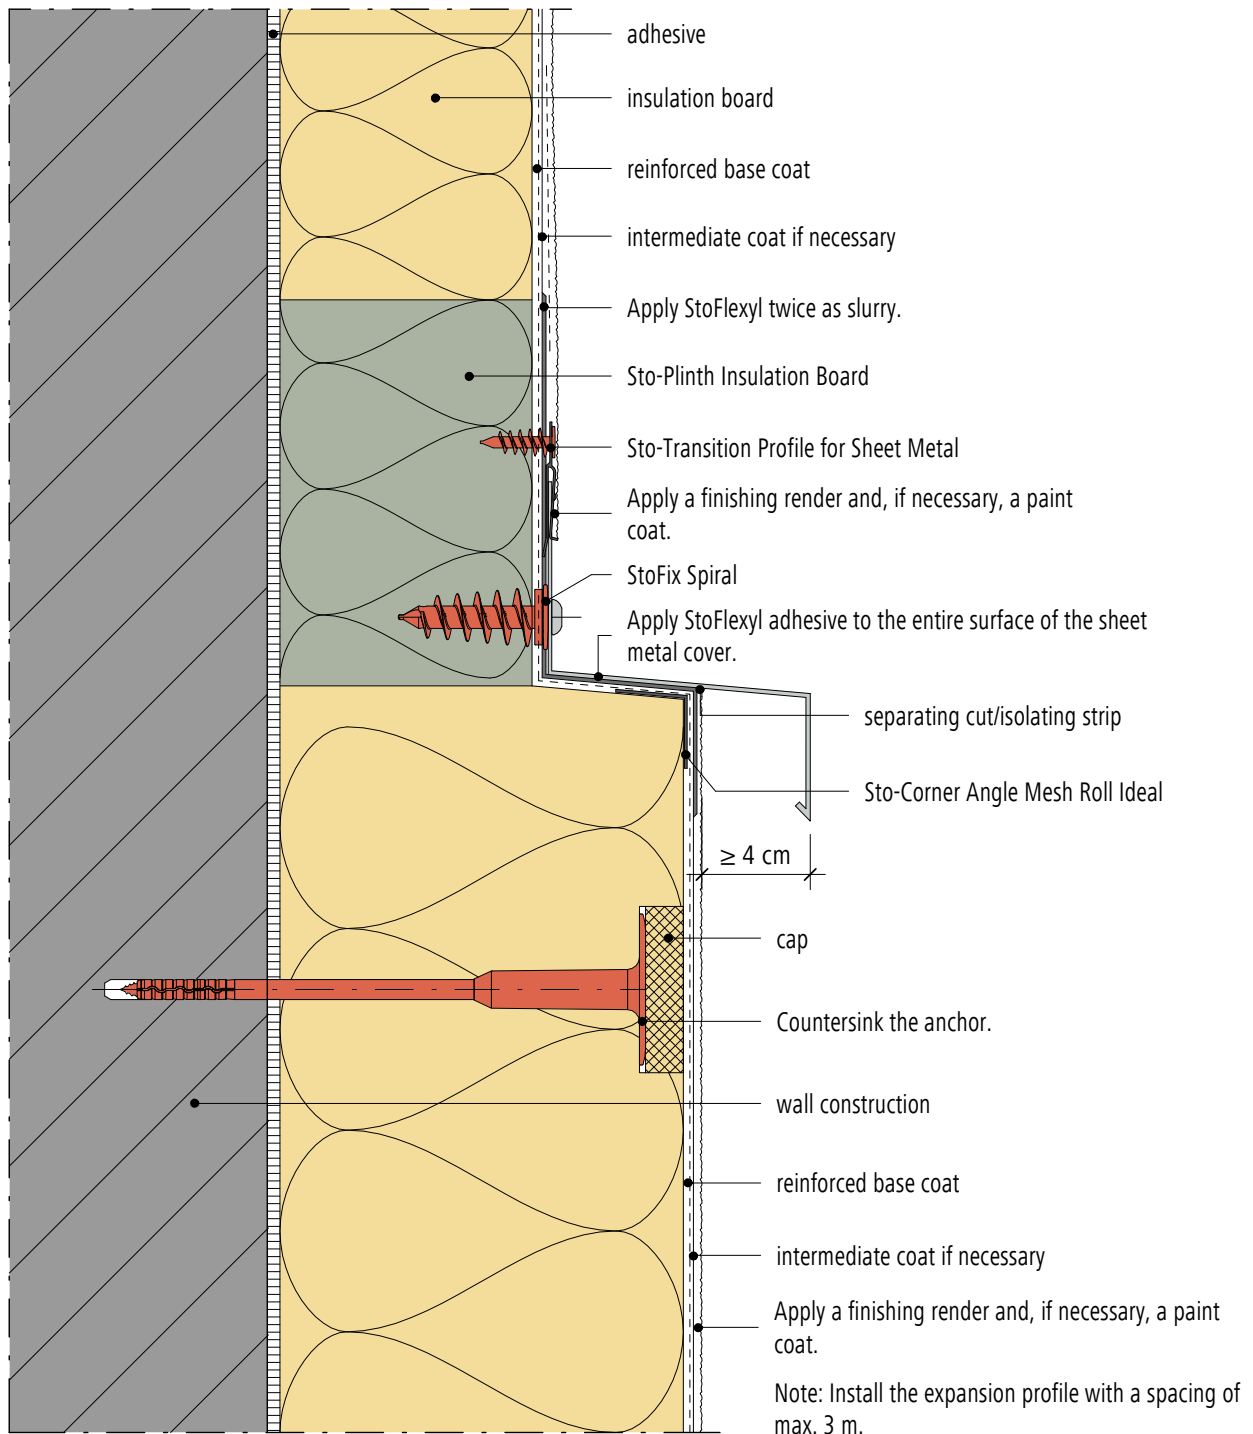 adhesive
insulation board
reinforced base coat
intermediate coat if necessary
Apply StoFlexyl twice as slurry.
Sto-Plinth Insulation Board
Sto-Transition Profile for Sheet Metal
Apply a finishing render and, if necessary, a paint
coat.
StoFix Spiral
Apply StoFlexyl adhesive to the entire surface of the sheet
metal cover.
separating cut/isolating strip
Sto-Corner Angle Mesh Roll Ideal
≥ 4 cm
cap
Countersink the anchor.
wall construction
reinforced base coat
intermediate coat if necessary
Apply a finishing render and, if necessary, a paint
coat.
Note: Install the expansion profile with a spacing of
max. 3 m.